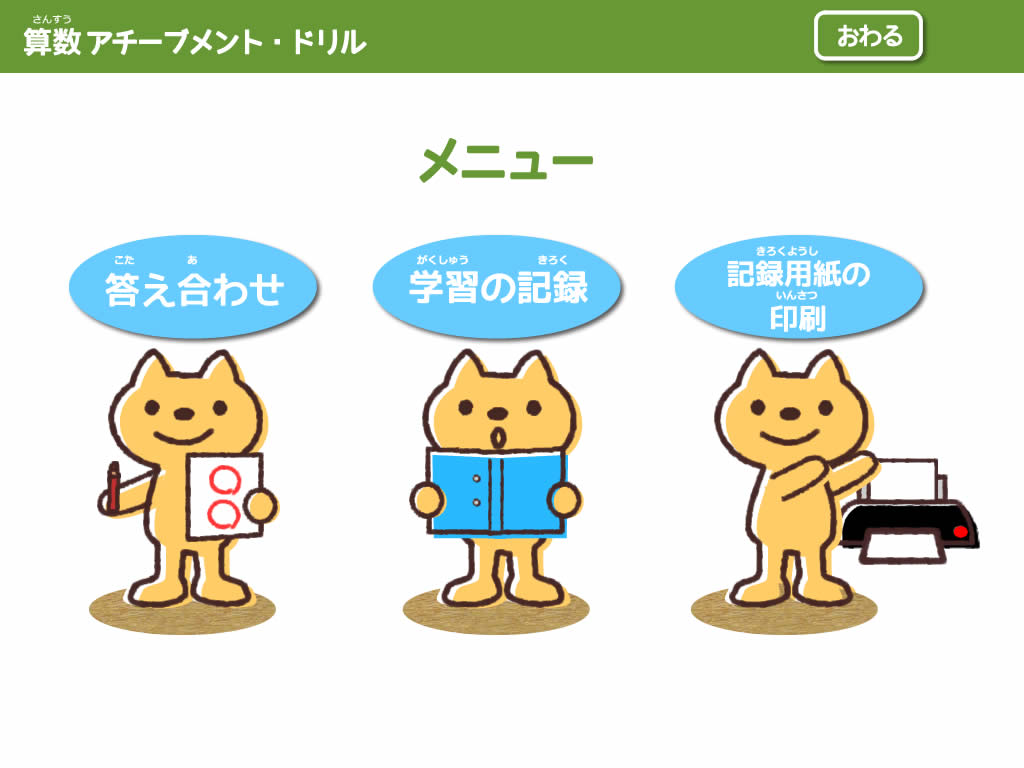 さんすう
算数 アチーブメント・ドリル
おわる
メニュー
こた あ
答え合わせ
がくしゅう きろく
学習の記録
きろくようし
記録用紙の
いんさつ
印刷